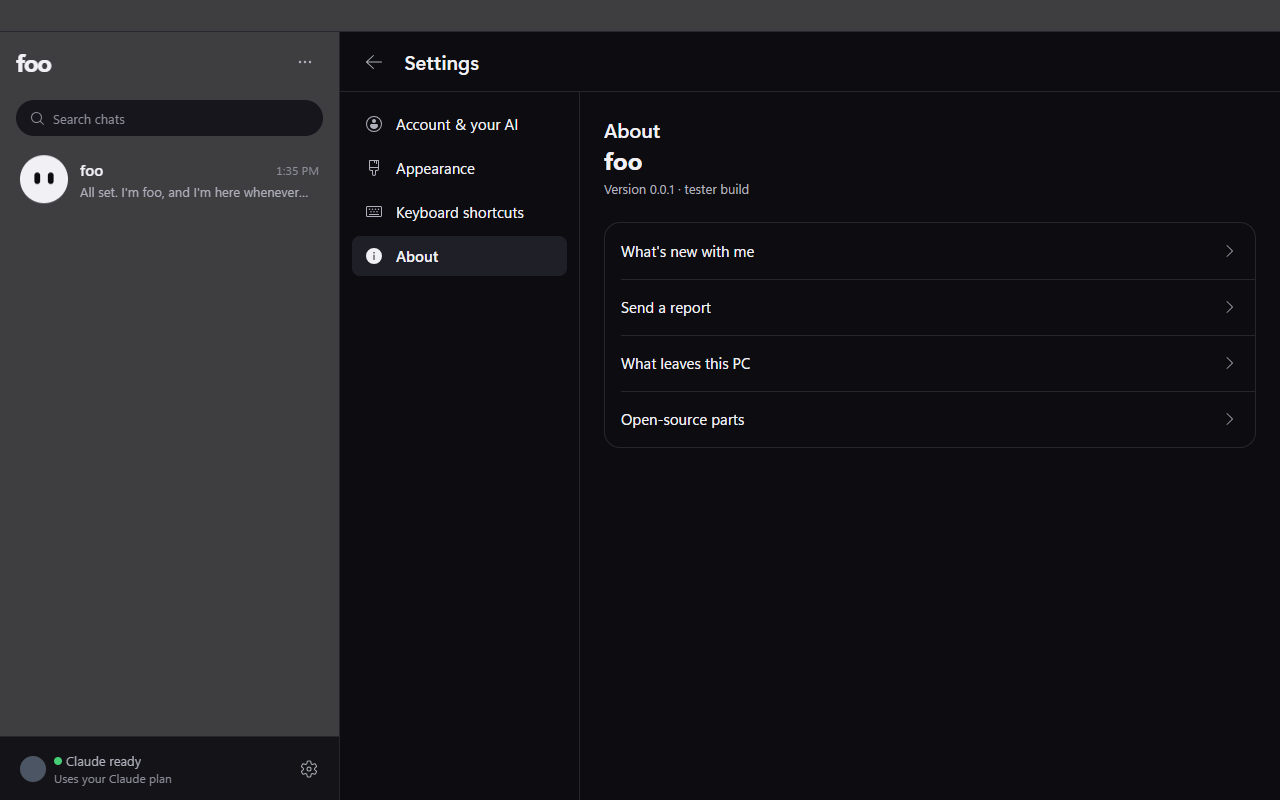 foo
Search chats
foo
1:35 PM
All set. I'm foo, and I'm here whenever...
Claude ready
Uses your Claude plan
Settings
Account & your AI
Appearance
Keyboard shortcuts
About
About
foo
Version 0.0.1 · tester build
What's new with me
Send a report
What leaves this PC
Open-source parts